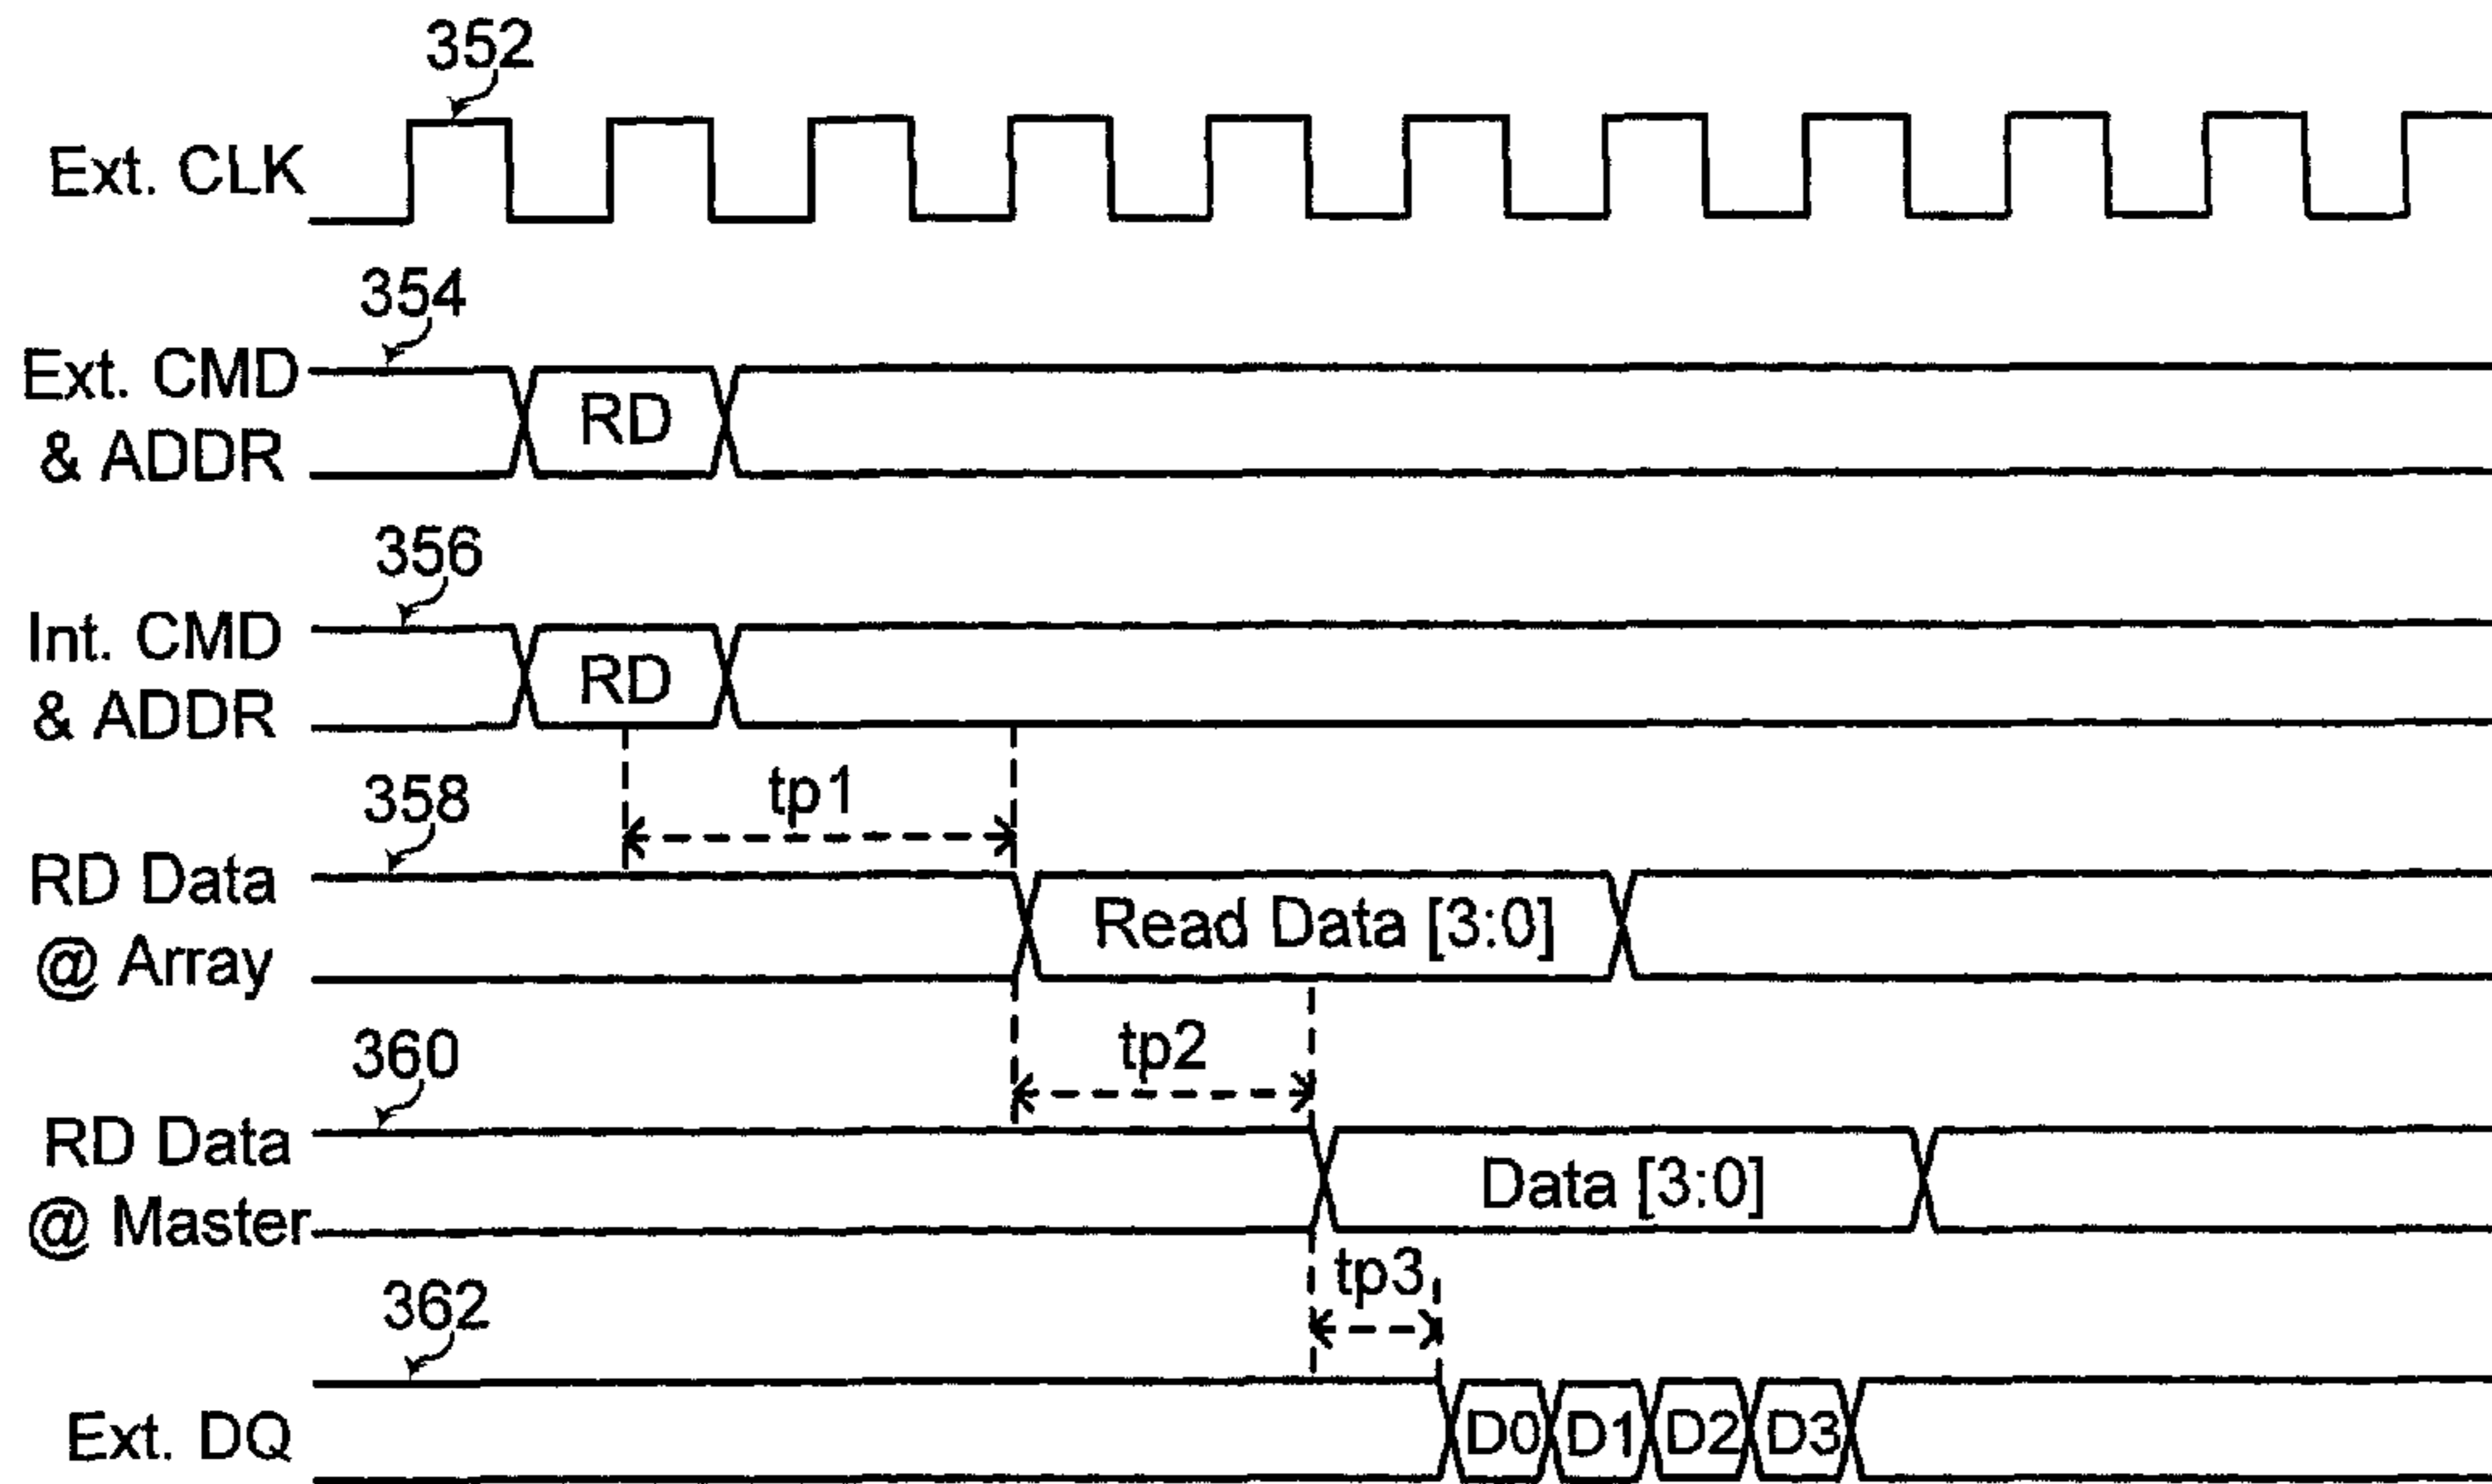 352
Ext. CLK
354
Ext. CMD
& ADDR
RD
356
Int. CMD
& ADDR
RD
tp1
358
RD Data
@ Array
Read Data [3:0]
tp2
360
RD Data
@ Master
Data [3:0]
tp3
362
Ext. DQ
D0 D1 D2 D3